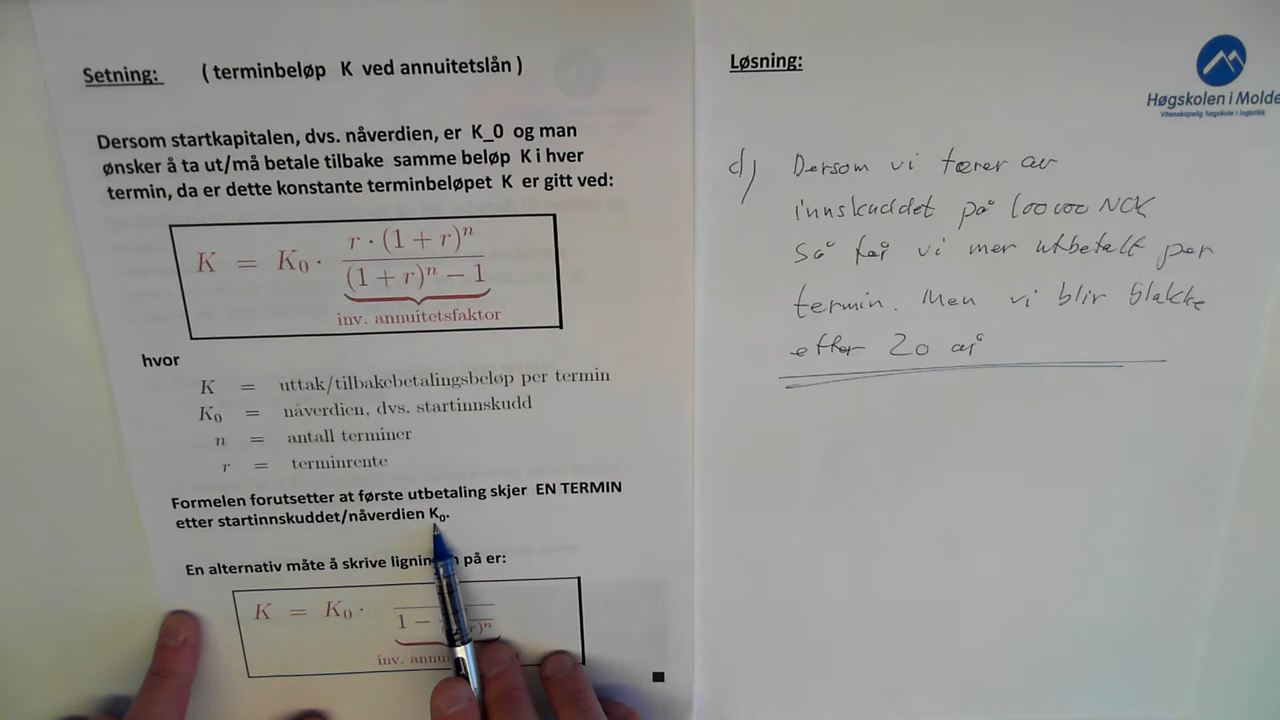 Setning: ( terminbeløp K ved annuitetslån )
Dersom startkapitalen, dvs. nåverdien, er K_0 og man
ønsker å ta ut/må betale tilbake samme beløp K i hver
termin, da er dette konstante terminbeløpet K er gitt ved:
K = K₀ · r · (1 + r)ⁿ / (1 + r)ⁿ − 1
inv. annuitetsfaktor
hvor
K = uttak/tilbakebetalingsbeløp per termin
K₀ = nåverdien, dvs. startinnskudd
n = antall terminer
r = terminrente
Formelen forutsetter at første utbetaling skjer EN TERMIN
etter startinnskuddet/nåverdien K₀.
En alternativ måte å skrive på er:
K = K₀ ·
1 − r)ⁿ
inv.
Løsning:
Høgskolen i Molde
Vitenskapelig høgskole i logistikk
d) Dersom vi tærer av
innskuddet på 100 000 NOK
Så får vi mer utbetalt per
termin. Men vi blir blakke
etter 20 år